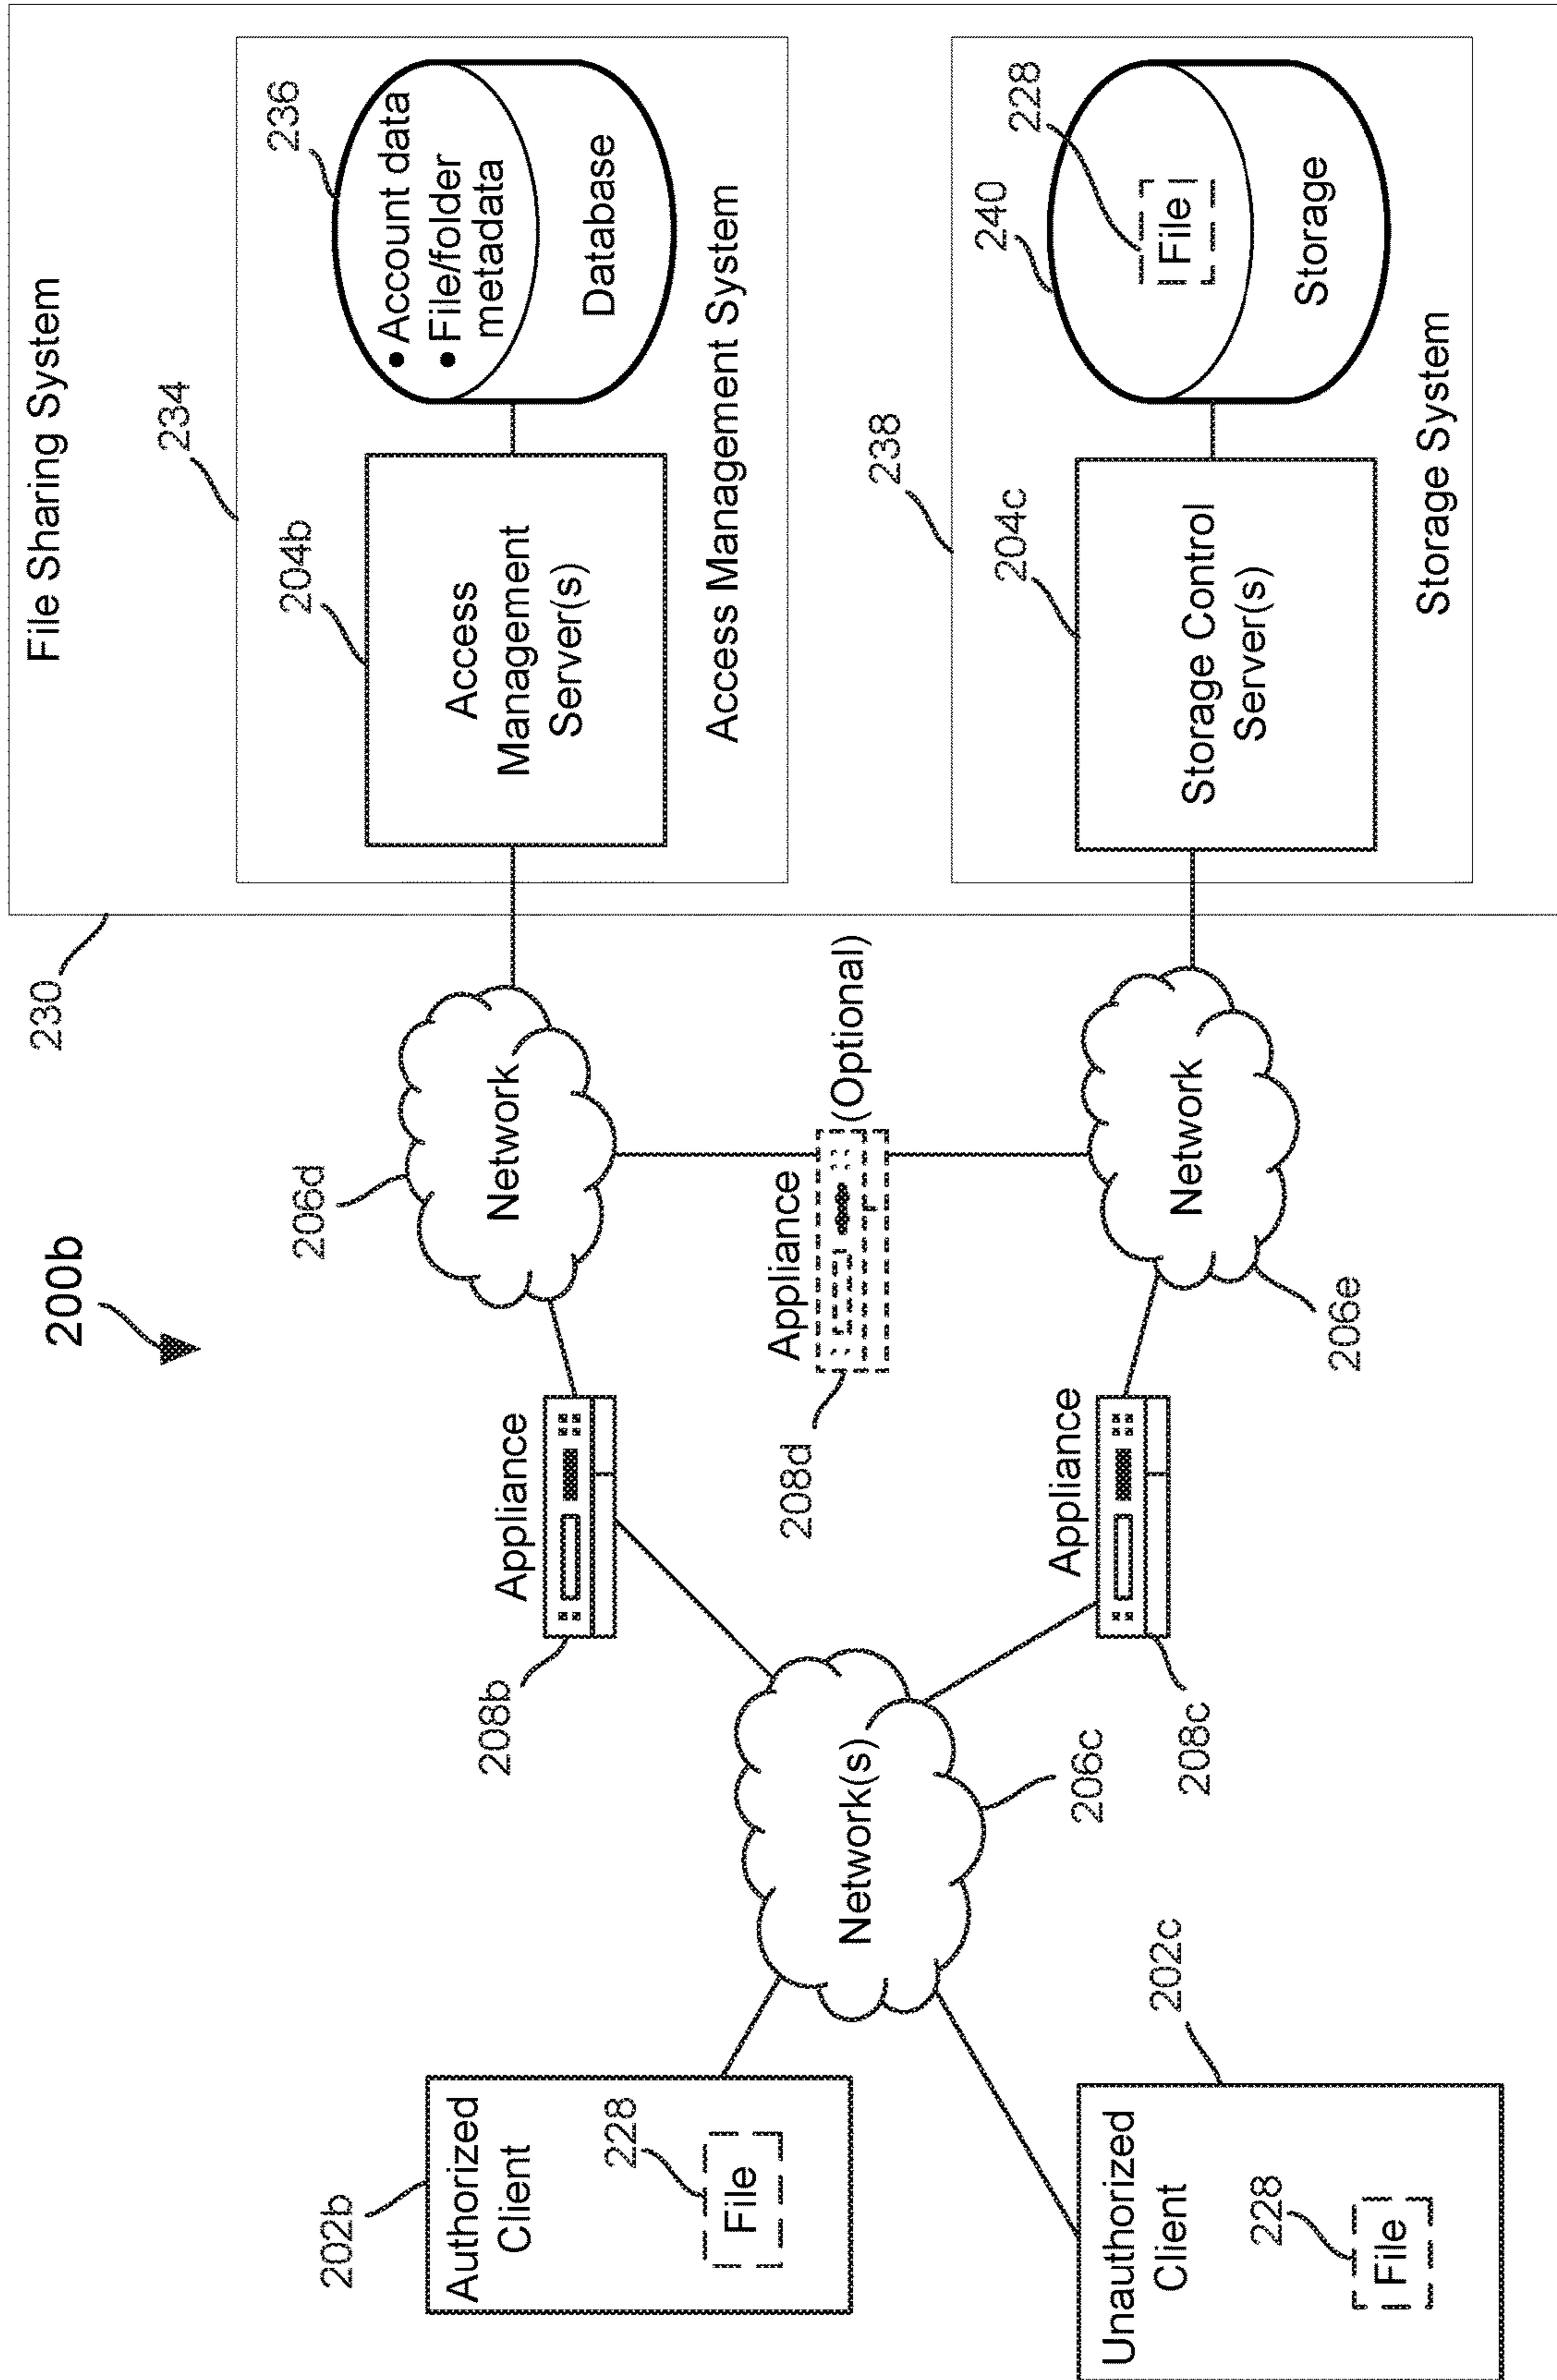 200b
230
File Sharing System
234
204b
236
Access
Management
Server(s)
• Account data
• File/folder
metadata
Database
Access Management System
238
204c
240
228
Storage Control
Server(s)
File
Storage
Storage System
206d
Network
Appliance
208b
Appliance
(Optional)
208d
Network
206e
Appliance
208c
Network(s)
206c
202b
Authorized
Client
228
File
202c
Unauthorized
Client
228
File